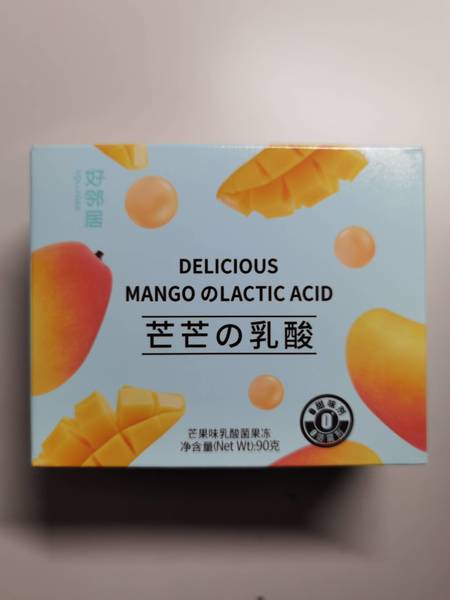 好邻居
DELICIOUS
MANGO のLACTIC ACID
芒芒の乳酸
0
芒果味乳酸菌果冻
净含量(Net Wt):90克